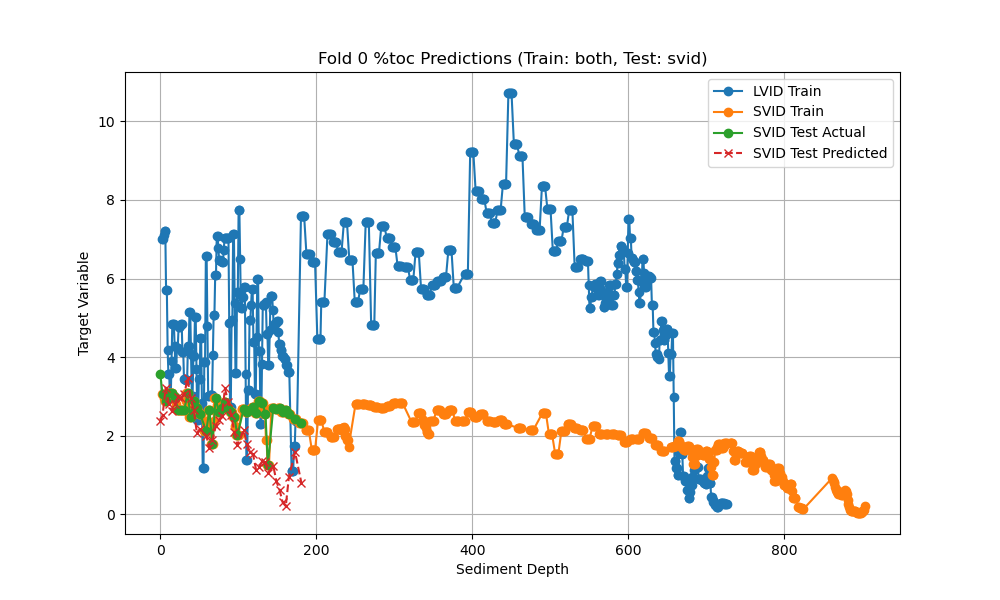 Fold 0 %toc Predictions (Train: both, Test: svid)
LVID Train
SVID Train
SVID Test Actual
SVID Test Predicted
Target Variable
10
8
6
4
2
0
0 200 400 600 800
Sediment Depth